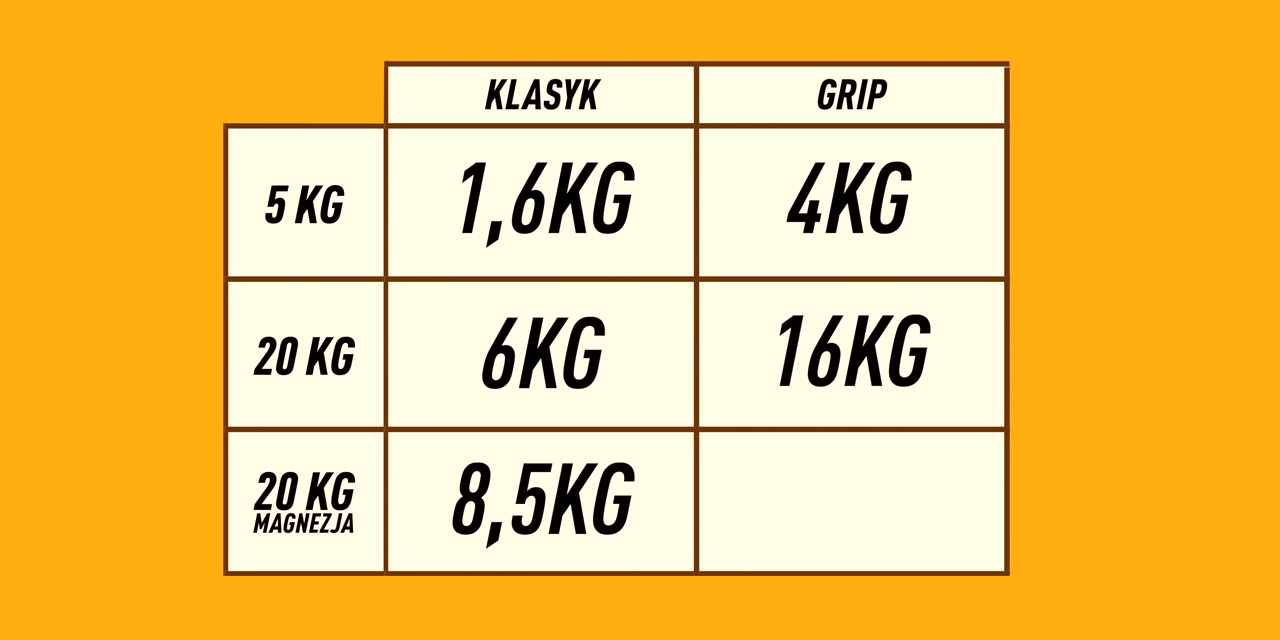 KLASYK GRIP
5 KG 1,6KG 4KG
20 KG 6KG 16KG
20 KG 8,5KG
MAGNEZJA